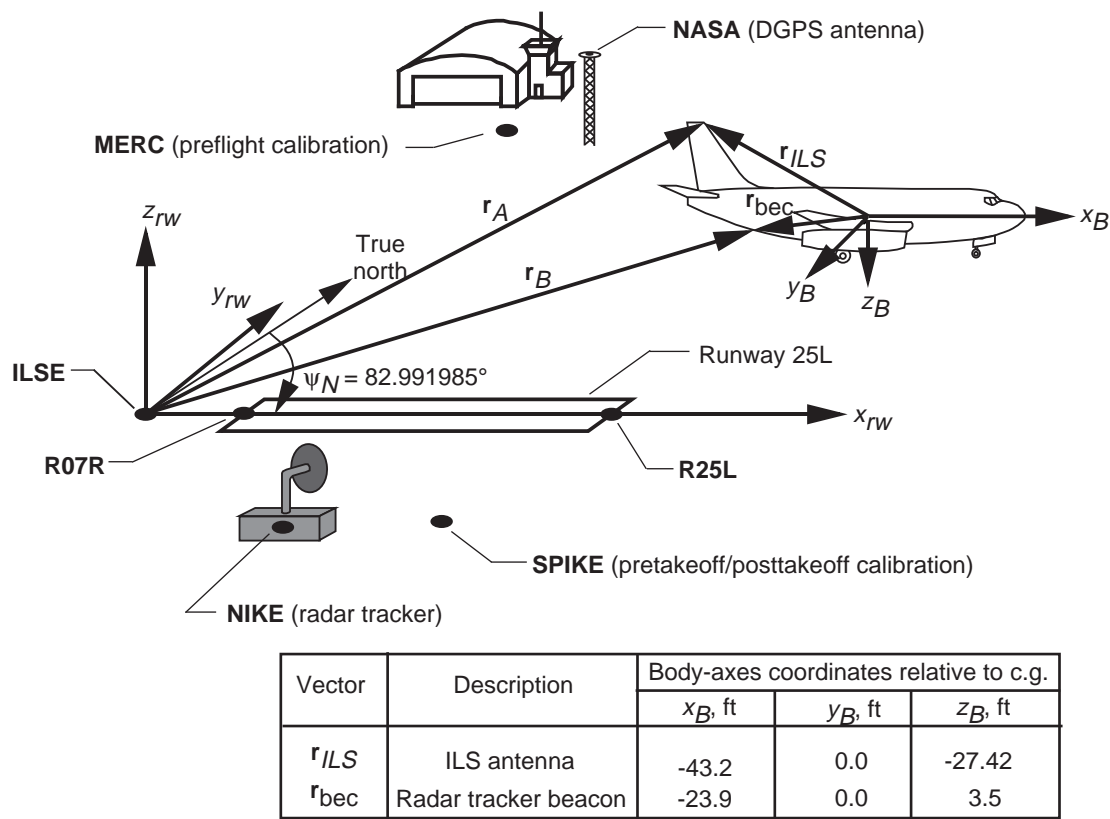 NASA (DGPS antenna)
MERC (preflight calibration)
r_ILS
z_rw
r_A
r_bec
x_B
True
north
r_B
y_rw
y_B
z_B
ILSE
Runway 25L
ψ_N = 82.991985°
x_rw
R07R
R25L
SPIKE (pretakeoff/posttakeoff calibration)
NIKE (radar tracker)
Vector Description Body-axes coordinates relative to c.g.
x_B, ft y_B, ft z_B, ft
r_ILS ILS antenna -43.2 0.0 -27.42
r_bec Radar tracker beacon -23.9 0.0 3.5